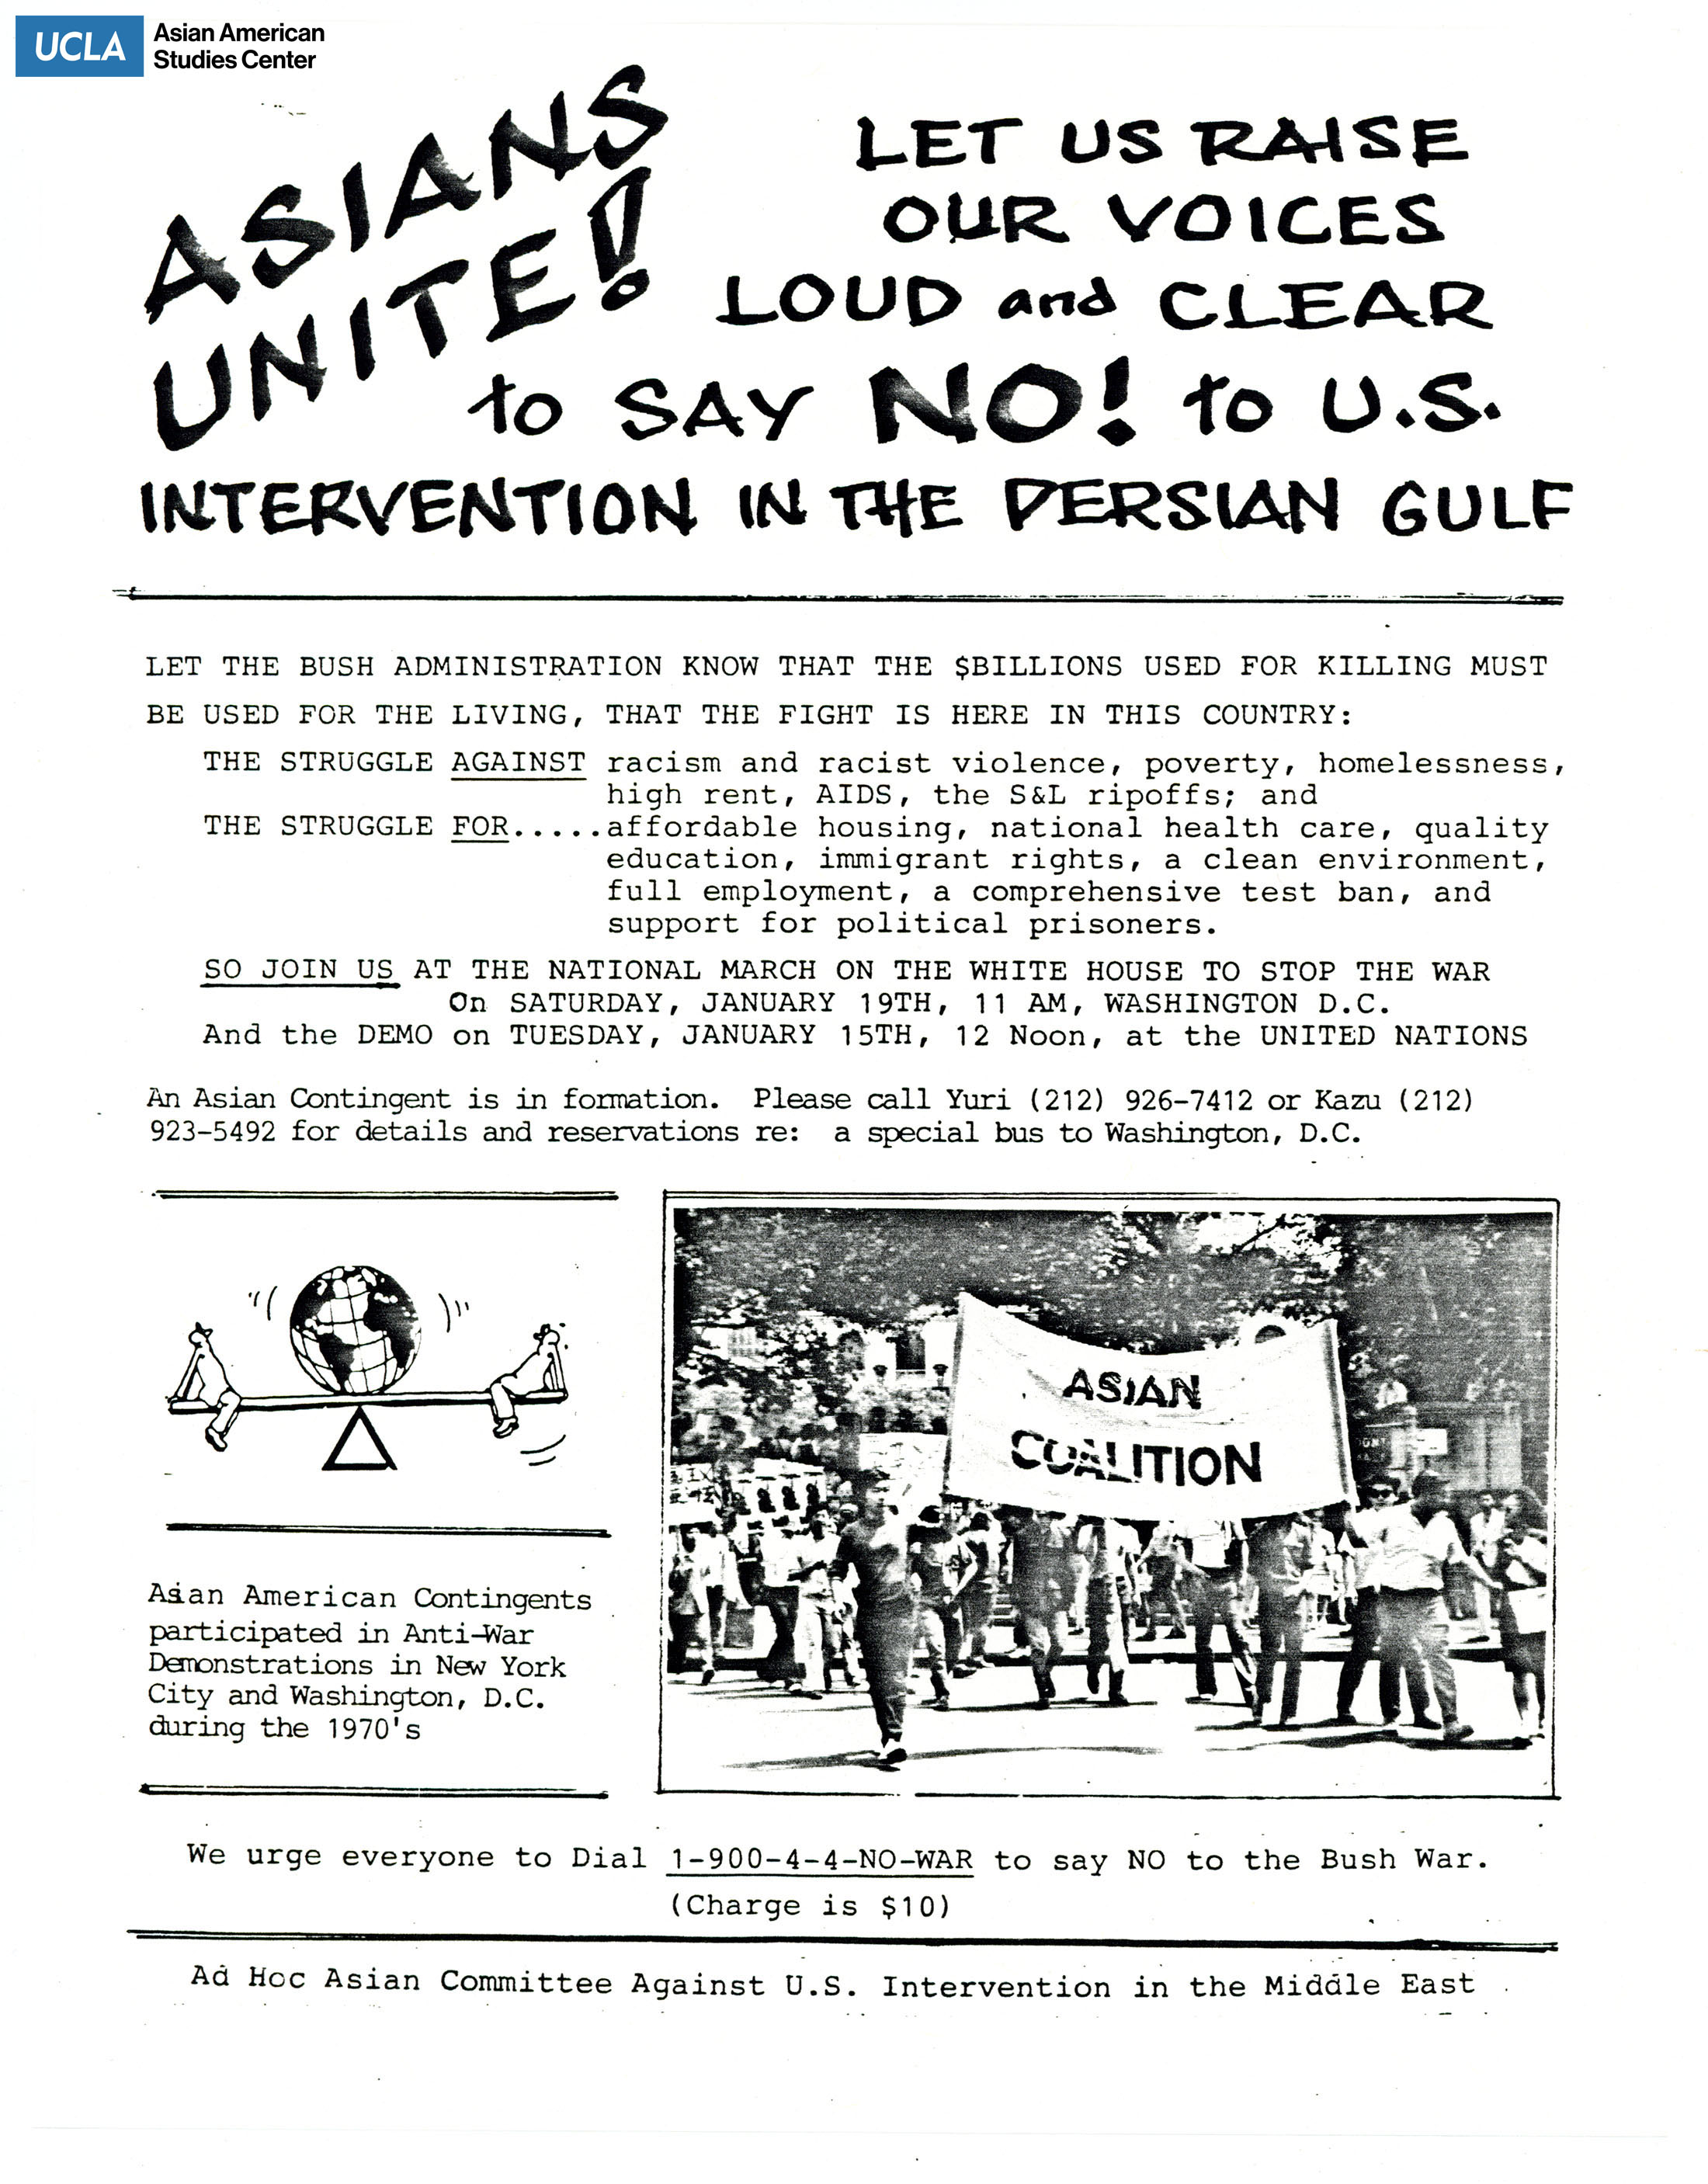 UCLA
Asian American
Studies Center
ASIANS
UNITE!
LET US RAISE
OUR VOICES
LOUD and CLEAR
to SAY NO! to U.S.
INTERVENTION IN THE PERSIAN GULF
LET THE BUSH ADMINISTRATION KNOW THAT THE $BILLIONS USED FOR KILLING MUST
BE USED FOR THE LIVING, THAT THE FIGHT IS HERE IN THIS COUNTRY:
THE STRUGGLE AGAINST racism and racist violence, poverty, homelessness,
high rent, AIDS, the S&L ripoffs; and
THE STRUGGLE FOR.....affordable housing, national health care, quality
education, immigrant rights, a clean environment,
full employment, a comprehensive test ban, and
support for political prisoners.
SO JOIN US AT THE NATIONAL MARCH ON THE WHITE HOUSE TO STOP THE WAR
On SATURDAY, JANUARY 19TH, 11 AM, WASHINGTON D.C.
And the DEMO on TUESDAY, JANUARY 15TH, 12 Noon, at the UNITED NATIONS
An Asian Contingent is in formation. Please call Yuri (212) 926-7412 or Kazu (212)
923-5492 for details and reservations re: a special bus to Washington, D.C.
ASIAN
COALITION
Asian American Contingents
participated in Anti-War
Demonstrations in New York
City and Washington, D.C.
during the 1970's
We urge everyone to Dial 1-900-4-4-NO-WAR to say NO to the Bush War.
(Charge is $10)
Ad Hoc Asian Committee Against U.S. Intervention in the Middle East